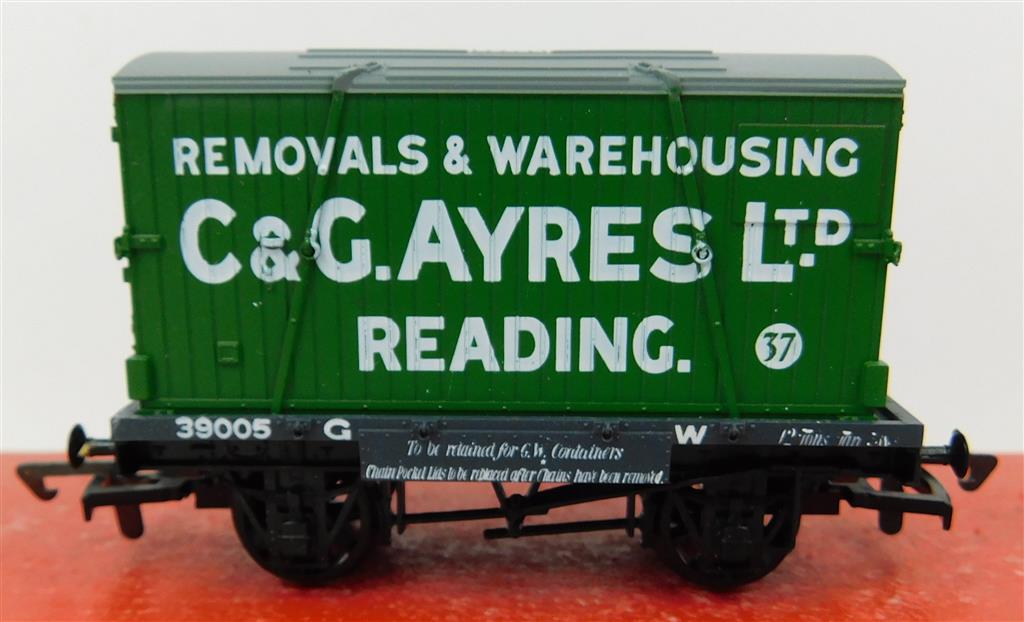 REMOVALS & WAREHOUSING
C&G. AYRES LTD.
READING.
37
39005 G W
To be retained for G.W. Containers
Chain Pocket Lids to be replaced after Chains have been removed.